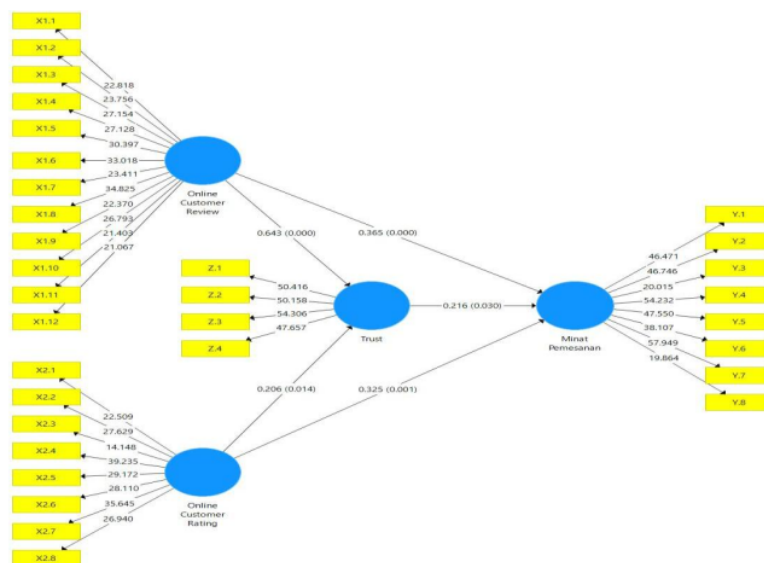 X1.1
X1.2
X1.3
X1.4
X1.5
X1.6
X1.7
X1.8
X1.9
X1.10
X1.11
X1.12
22.818
23.756
27.154
27.128
30.397
33.018
23.411
34.825
22.370
26.793
21.403
21.067
Online
Customer
Review
0.643 (0.000)
0.365 (0.000)
Z.1
Z.2
Z.3
Z.4
50.416
50.158
54.306
47.657
Trust
0.216 (0.030)
Minat
Pemesanan
46.471
46.746
20.015
54.232
47.550
38.107
57.949
19.864
Y.1
Y.2
Y.3
Y.4
Y.5
Y.6
Y.7
Y.8
0.206 (0.014)
0.325 (0.001)
X2.1
X2.2
X2.3
X2.4
X2.5
X2.6
X2.7
X2.8
22.509
27.629
14.148
39.235
29.172
28.110
35.645
26.940
Online
Customer
Rating